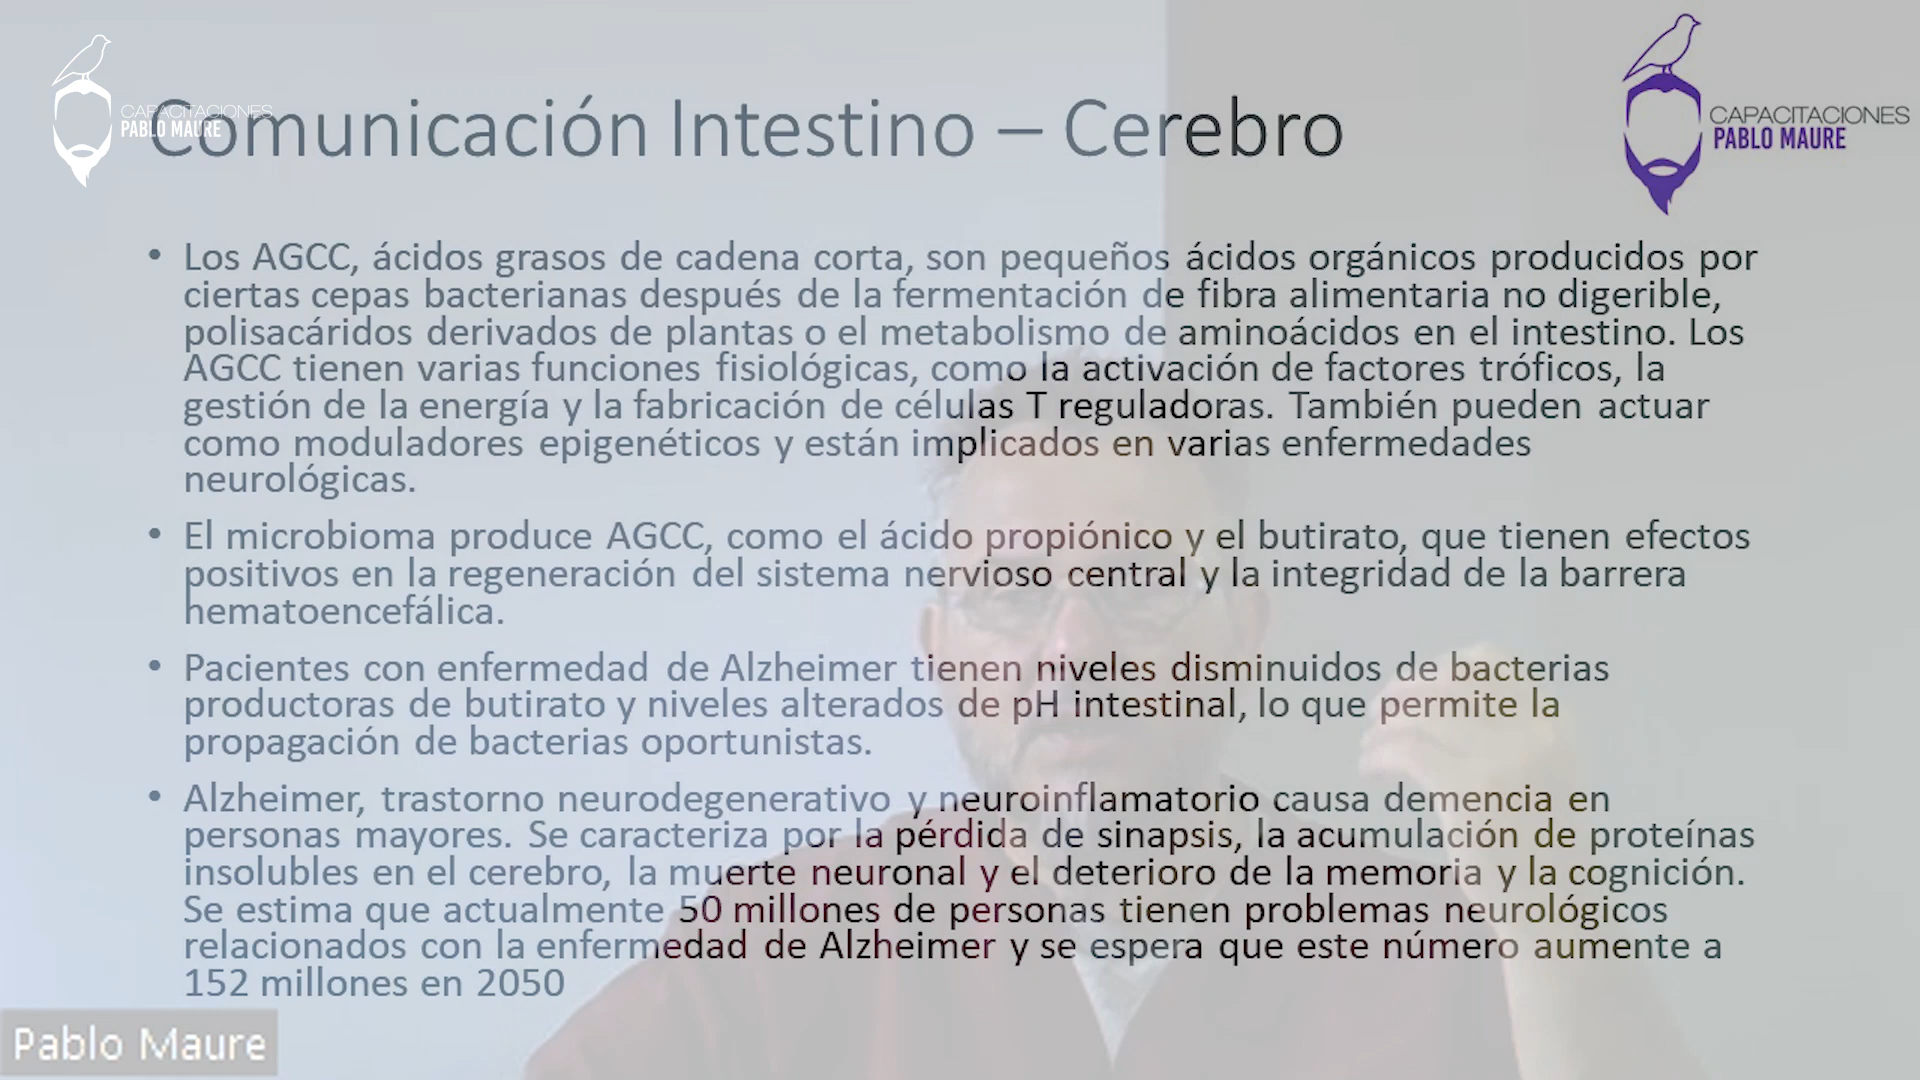 CAPACITACIONES
PABLO MAURE
Comunicación Intestino – Cerebro
CAPACITACIONES
PABLO MAURE
• Los AGCC, ácidos grasos de cadena corta, son pequeños ácidos orgánicos producidos por
ciertas cepas bacterianas después de la fermentación de fibra alimentaria no digerible,
polisacáridos derivados de plantas o el metabolismo de aminoácidos en el intestino. Los
AGCC tienen varias funciones fisiológicas, como la activación de factores tróficos, la
gestión de la energía y la fabricación de células T reguladoras. También pueden actuar
como moduladores epigenéticos y están implicados en varias enfermedades
neurológicas.
• El microbioma produce AGCC, como el ácido propiónico y el butirato, que tienen efectos
positivos en la regeneración del sistema nervioso central y la integridad de la barrera
hematoencefálica.
• Pacientes con enfermedad de Alzheimer tienen niveles disminuidos de bacterias
productoras de butirato y niveles alterados de pH intestinal, lo que permite la
propagación de bacterias oportunistas.
• Alzheimer, trastorno neurodegenerativo y neuroinflamatorio causa demencia en
personas mayores. Se caracteriza por la pérdida de sinapsis, la acumulación de proteínas
insolubles en el cerebro, la muerte neuronal y el deterioro de la memoria y la cognición.
Se estima que actualmente 50 millones de personas tienen problemas neurológicos
relacionados con la enfermedad de Alzheimer y se espera que este número aumente a
152 millones en 2050
Pablo Maure